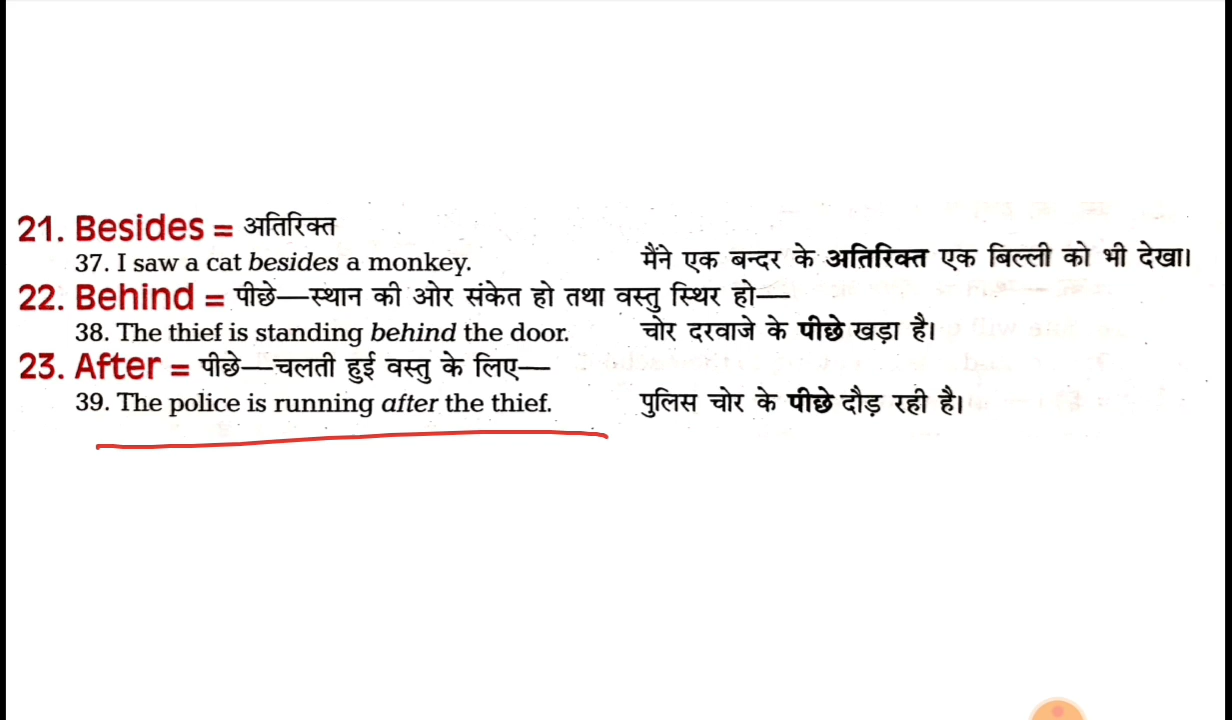 21. Besides = अतिरिक्त
37. I saw a cat besides a monkey. मैंने एक बन्दर के अतिरिक्त एक बिल्ली को भी देखा।
22. Behind = पीछे—स्थान की ओर संकेत हो तथा वस्तु स्थिर हो—
38. The thief is standing behind the door. चोर दरवाजे के पीछे खड़ा है।
23. After = पीछे—चलती हुई वस्तु के लिए—
39. The police is running after the thief. पुलिस चोर के पीछे दौड़ रही है।